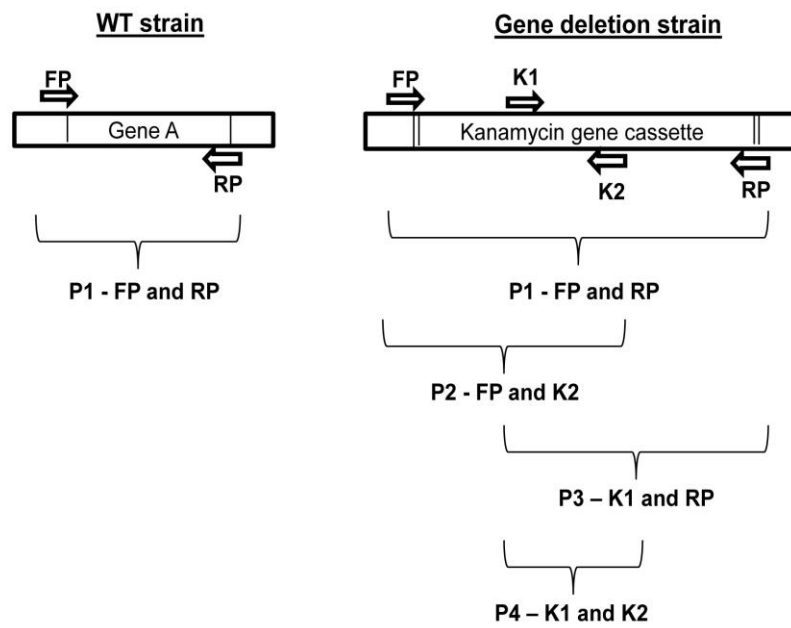 WT strain
Gene deletion strain
FP
Gene A
RP
P1 - FP and RP
FP
K1
Kanamycin gene cassette
K2
RP
P1 - FP and RP
P2 - FP and K2
P3 – K1 and RP
P4 – K1 and K2